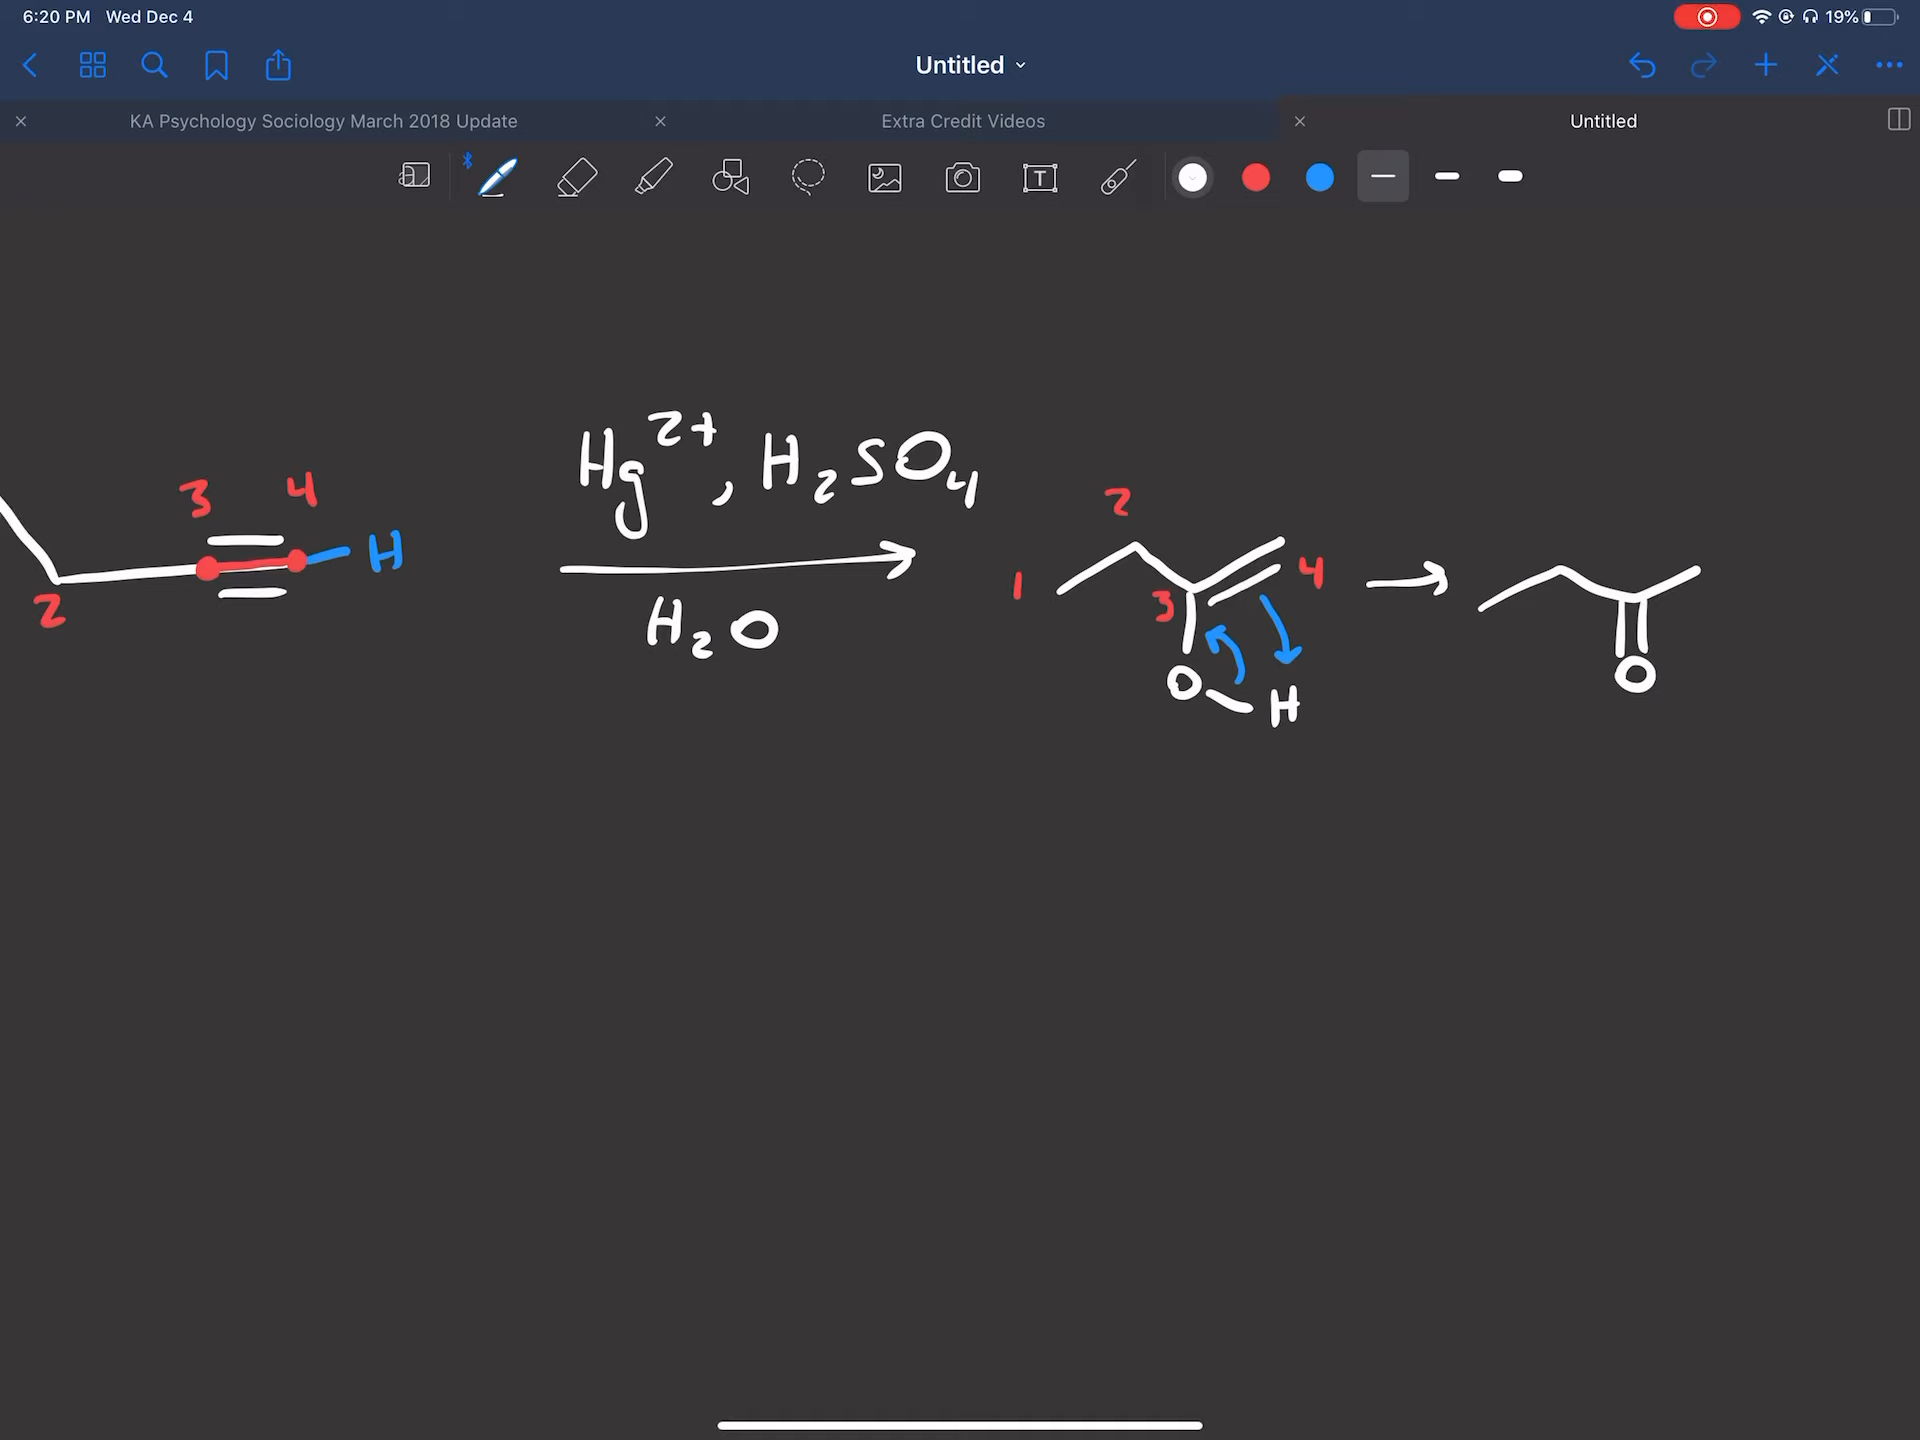 6:20 PM Wed Dec 4
19%
Untitled
KA Psychology Sociology March 2018 Update
Extra Credit Videos
Untitled
T
Hg2+, H2SO4
H2O
3 4
H
2
2
1
3
4
O H
O